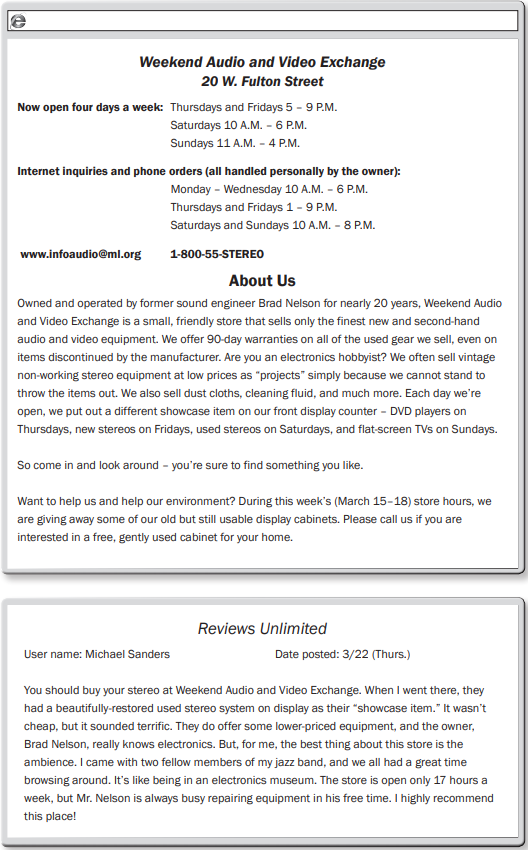 Weekend Audio and Video Exchange
20 W. Fulton Street
Now open four days a week: Thursdays and Fridays 5 – 9 P.M.
Saturdays 10 A.M. – 6 P.M.
Sundays 11 A.M. – 4 P.M.
Internet inquiries and phone orders (all handled personally by the owner):
Monday – Wednesday 10 A.M. – 6 P.M.
Thursdays and Fridays 1 – 9 P.M.
Saturdays and Sundays 10 A.M. – 8 P.M.
www.infoaudio@ml.org 1-800-55-STEREO
About Us
Owned and operated by former sound engineer Brad Nelson for nearly 20 years, Weekend Audio
and Video Exchange is a small, friendly store that sells only the finest new and second-hand
audio and video equipment. We offer 90-day warranties on all of the used gear we sell, even on
items discontinued by the manufacturer. Are you an electronics hobbyist? We often sell vintage
non-working stereo equipment at low prices as “projects” simply because we cannot stand to
throw the items out. We also sell dust cloths, cleaning fluid, and much more. Each day we’re
open, we put out a different showcase item on our front display counter – DVD players on
Thursdays, new stereos on Fridays, used stereos on Saturdays, and flat-screen TVs on Sundays.
So come in and look around – you’re sure to find something you like.
Want to help us and help our environment? During this week’s (March 15–18) store hours, we
are giving away some of our old but still usable display cabinets. Please call us if you are
interested in a free, gently used cabinet for your home.
Reviews Unlimited
User name: Michael Sanders Date posted: 3/22 (Thurs.)
You should buy your stereo at Weekend Audio and Video Exchange. When I went there, they
had a beautifully-restored used stereo system on display as their “showcase item.” It wasn’t
cheap, but it sounded terrific. They do offer some lower-priced equipment, and the owner,
Brad Nelson, really knows electronics. But, for me, the best thing about this store is the
ambience. I came with two fellow members of my jazz band, and we all had a great time
browsing around. It’s like being in an electronics museum. The store is open only 17 hours a
week, but Mr. Nelson is always busy repairing equipment in his free time. I highly recommend
this place!